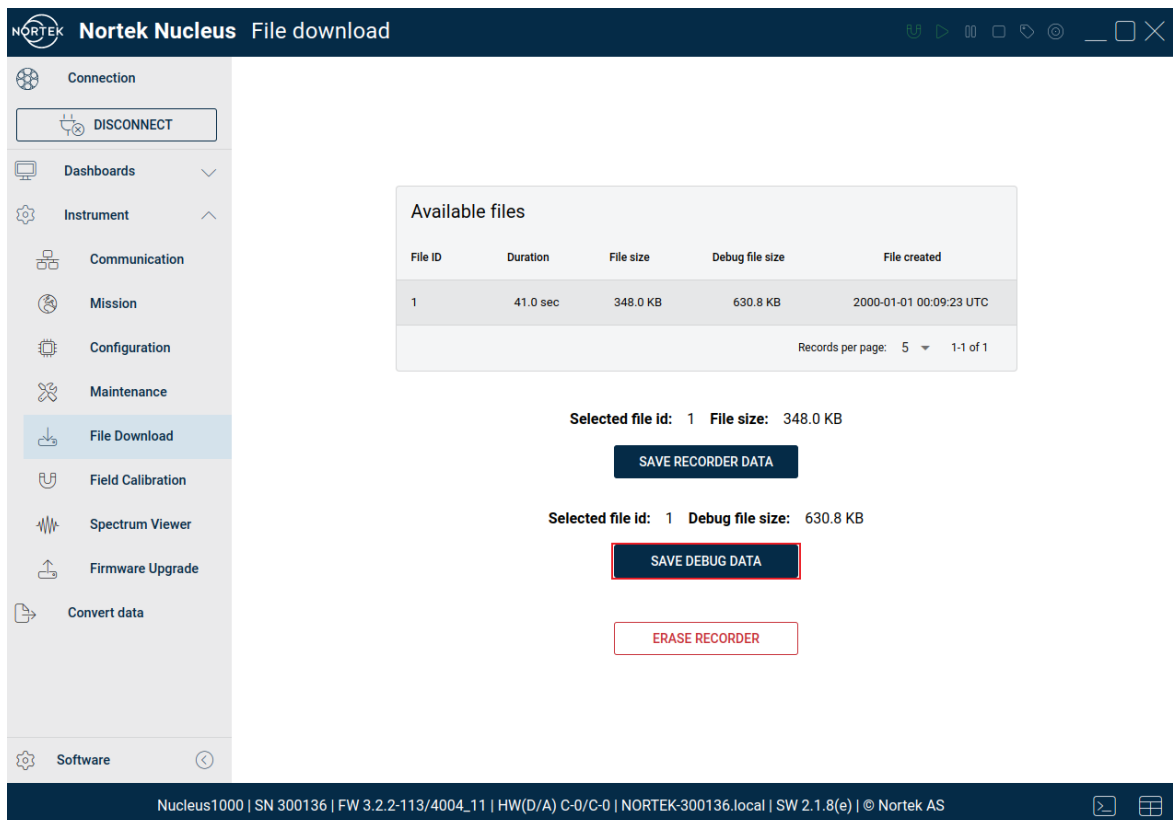 NORTEK Nortek Nucleus File download
Connection
DISCONNECT
Dashboards
Instrument
Communication
Mission
Configuration
Maintenance
File Download
Field Calibration
Spectrum Viewer
Firmware Upgrade
Convert data
Software
Available files
File ID Duration File size Debug file size File created
1 41.0 sec 348.0 KB 630.8 KB 2000-01-01 00:09:23 UTC
Records per page: 5 1-1 of 1
Selected file id: 1 File size: 348.0 KB
SAVE RECORDER DATA
Selected file id: 1 Debug file size: 630.8 KB
SAVE DEBUG DATA
ERASE RECORDER
Nucleus1000 | SN 300136 | FW 3.2.2-113/4004_11 | HW(D/A) C-0/C-0 | NORTEK-300136.local | SW 2.1.8(e) | © Nortek AS